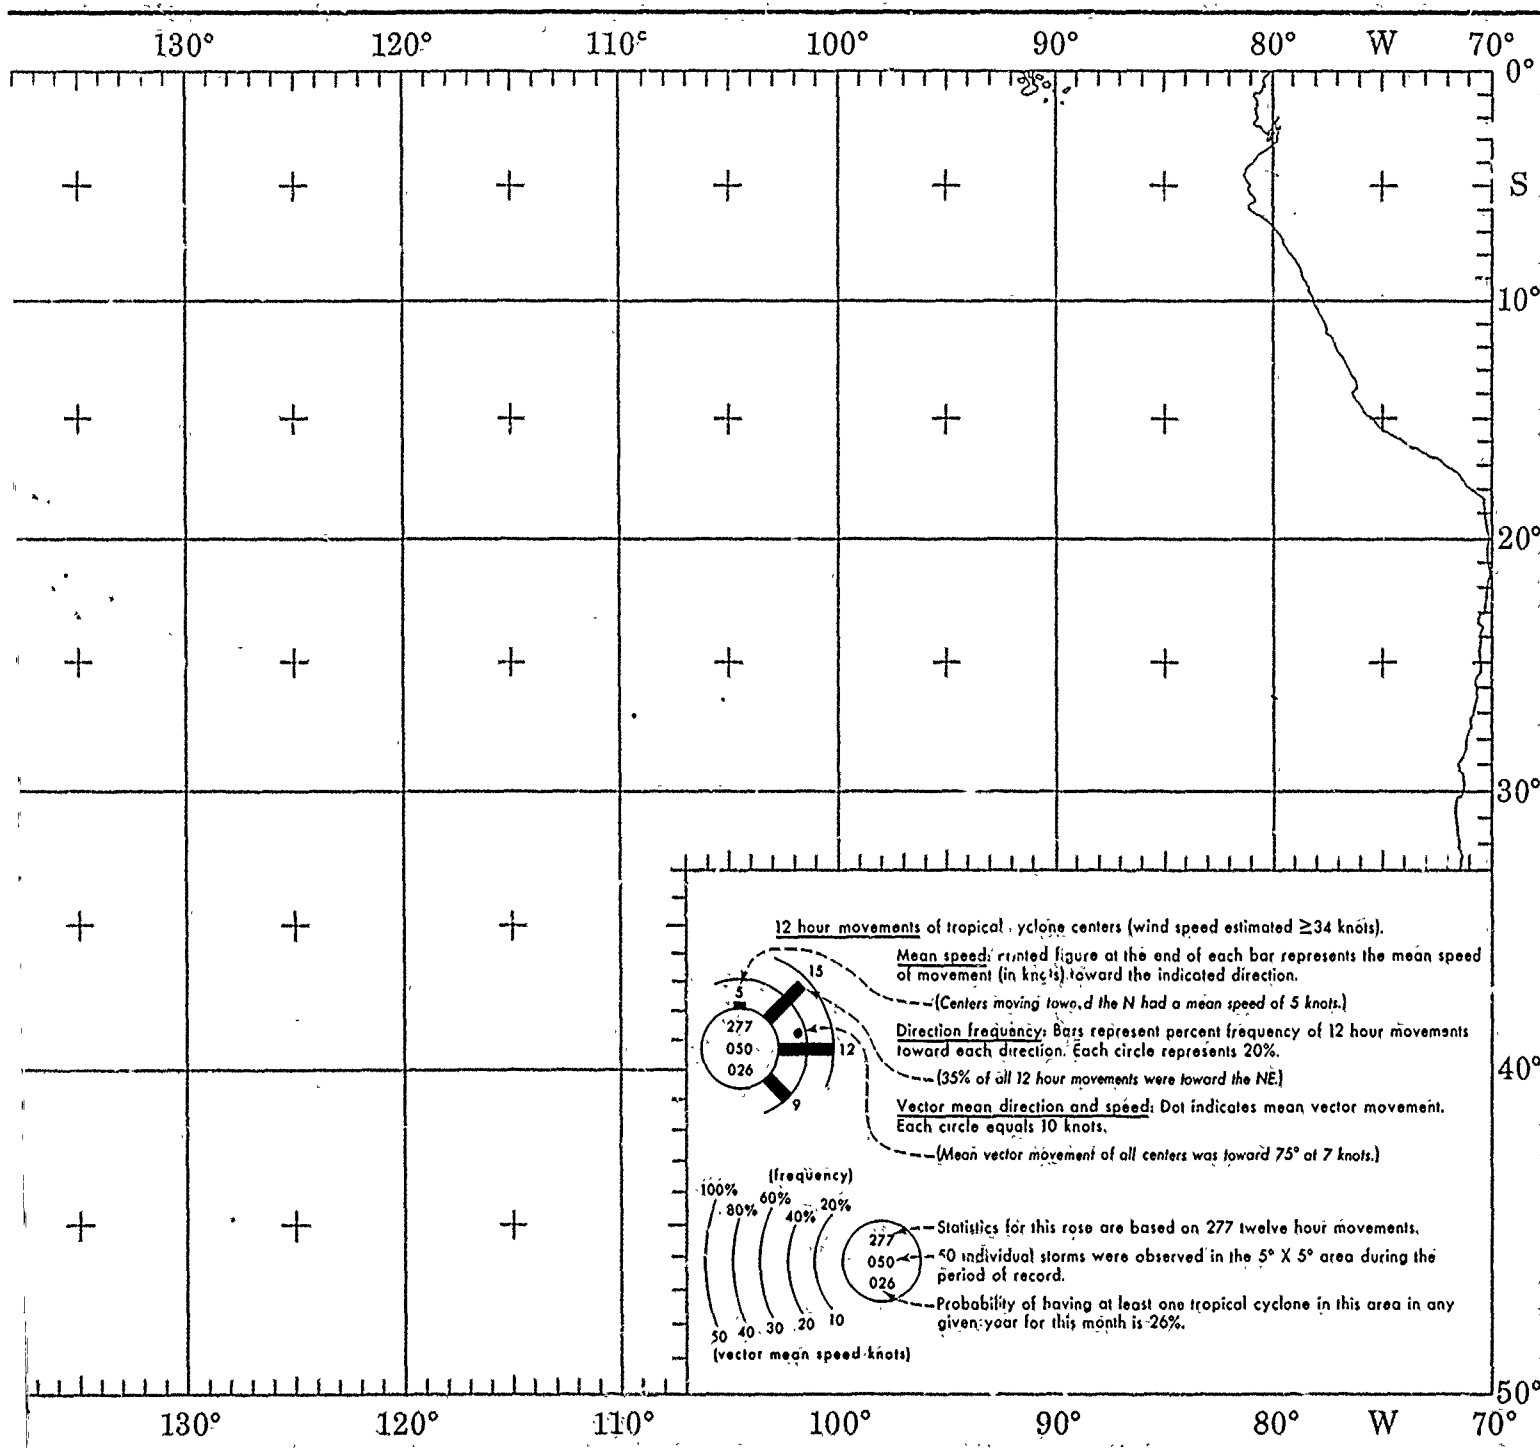 130° 120° 110° 100° 90° 80° W 70°
0°
S
10°
20°
30°
40°
50°
12 hour movements of tropical yclone centers (wind speed estimated ≥34 knots).
Mean speed: rinted figure at the end of each bar represents the mean speed
of movement (in knots) toward the indicated direction.
(Centers moving toward the N had a mean speed of 5 knots.)
Direction frequency: Bars represent percent frequency of 12 hour movements
toward each direction. Each circle represents 20%.
(35% of all 12 hour movements were toward the NE.)
Vector mean direction and speed: Dot indicates mean vector movement.
Each circle equals 10 knots.
(Mean vector movement of all centers was toward 75° at 7 knots.)
15
5
12
9
277
050
026
(frequency)
100% 80% 60% 40% 20%
50 40 30 20 10
(vector mean speed-knots)
277
050
026
Statistics for this rose are based on 277 twelve hour movements.
50 individual storms were observed in the 5° X 5° area during the
period of record.
Probability of having at least one tropical cyclone in this area in any
given year for this month is 26%.
130° 120° 110° 100° 90° 80° W 70°